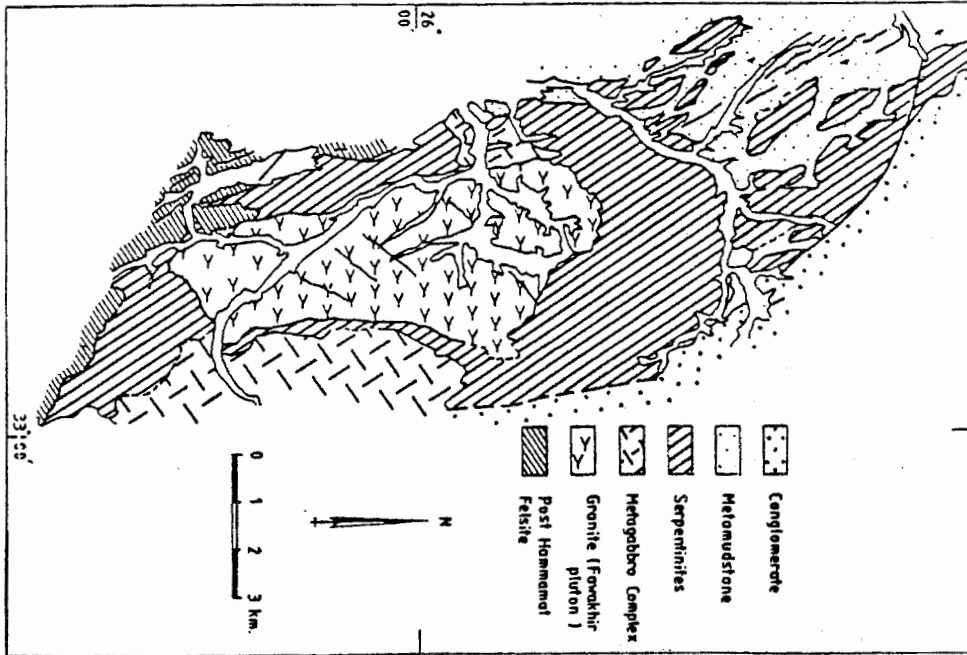 26°
00'
33°00'
Conglomerate
Metamudstone
Serpentinites
Metagabbro Complex
Granite (Fawakhir
pluton )
Post Hammamat
Felsite
N
0 1 2 3 km.